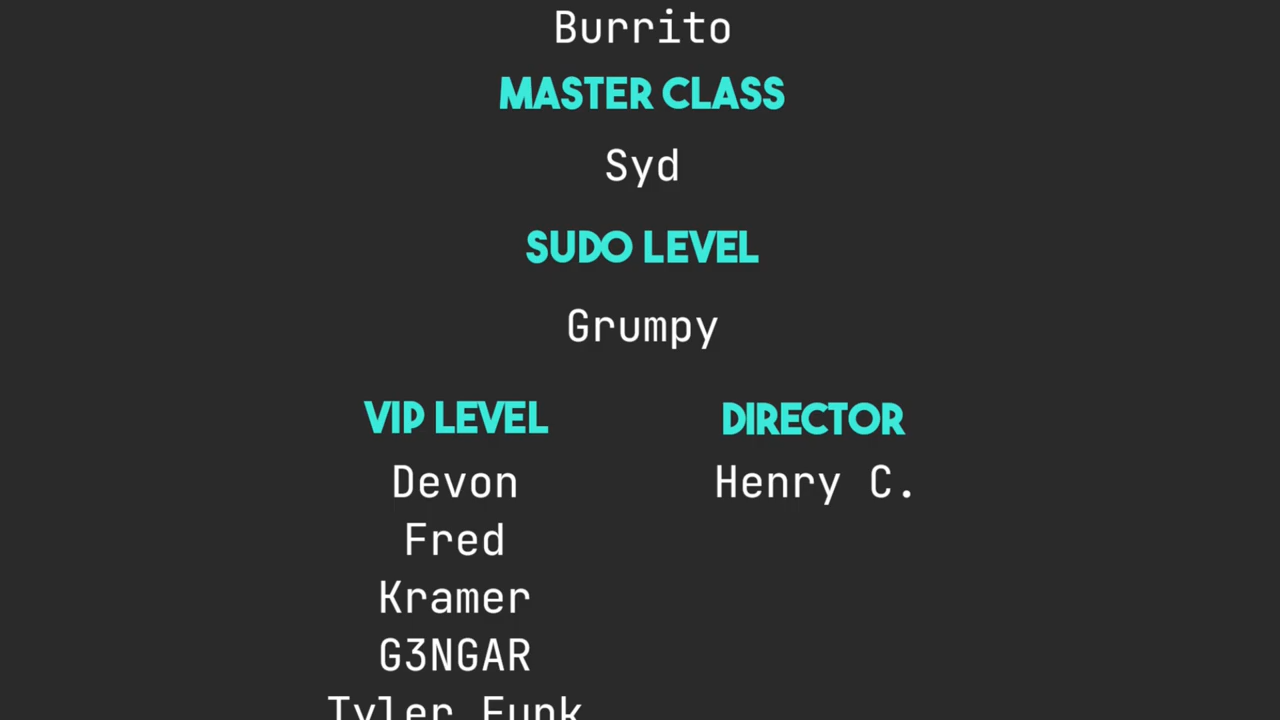 Burrito
MASTER CLASS
Syd
SUDO LEVEL
Grumpy
VIP LEVEL
Devon
Fred
Kramer
G3NGAR
Tyler Funk
DIRECTOR
Henry C.